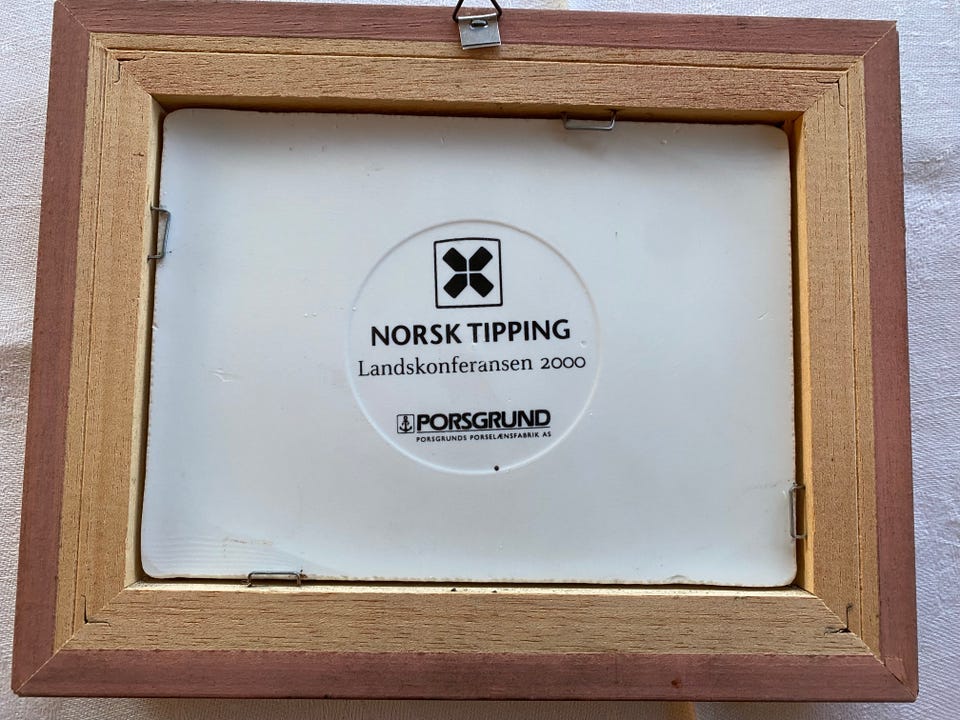 NORSK TIPPING
Landskonferansen 2000
PORSGRUND
PORSGRUNDS PORSELÆNSFABRIK AS